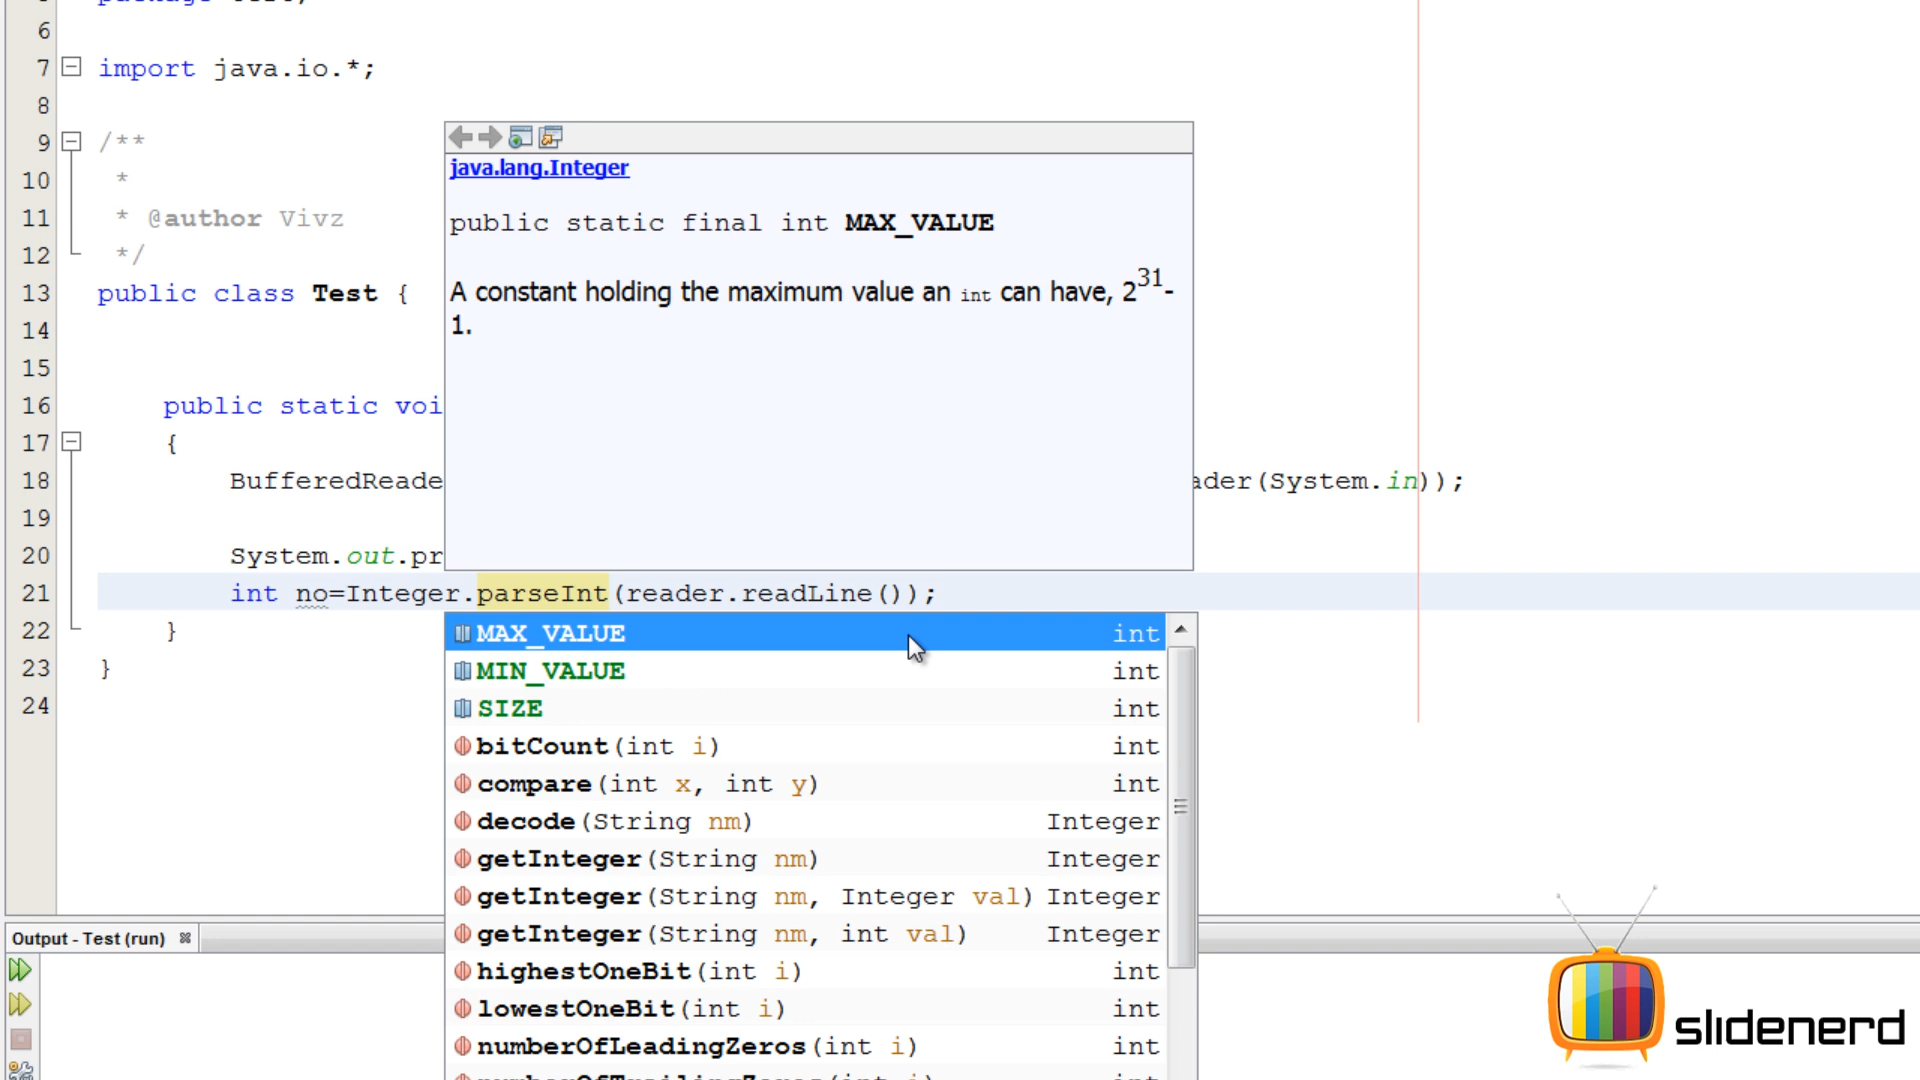 6
7 import java.io.*;
8
9 /**
10 *
11 * @author Vivz
12 */
13 public class Test {
14
15
16 public static voi
17 {
18 BufferedReade ader(System.in));
19
20 System.out.pr
21 int no=Integer.parseInt(reader.readLine());
22 }
23 }
24
java.lang.Integer
public static final int MAX_VALUE
A constant holding the maximum value an int can have, 2^31-
1.
MAX_VALUE int
MIN_VALUE int
SIZE int
bitCount(int i) int
compare(int x, int y) int
decode(String nm) Integer
getInteger(String nm) Integer
getInteger(String nm, Integer val) Integer
getInteger(String nm, int val) Integer
highestOneBit(int i) int
lowestOneBit(int i) int
numberOfLeadingZeros(int i) int
Output - Test (run)
slidenerd